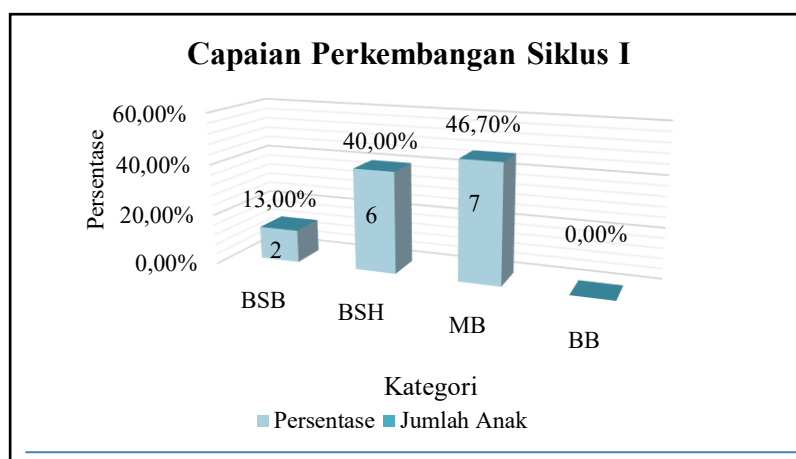 Capaian Perkembangan Siklus I
Persentase
60,00%
40,00%
20,00%
0,00%
13,00%
40,00%
46,70%
0,00%
2
6
7
BSB
BSH
MB
BB
Kategori
Persentase
Jumlah Anak